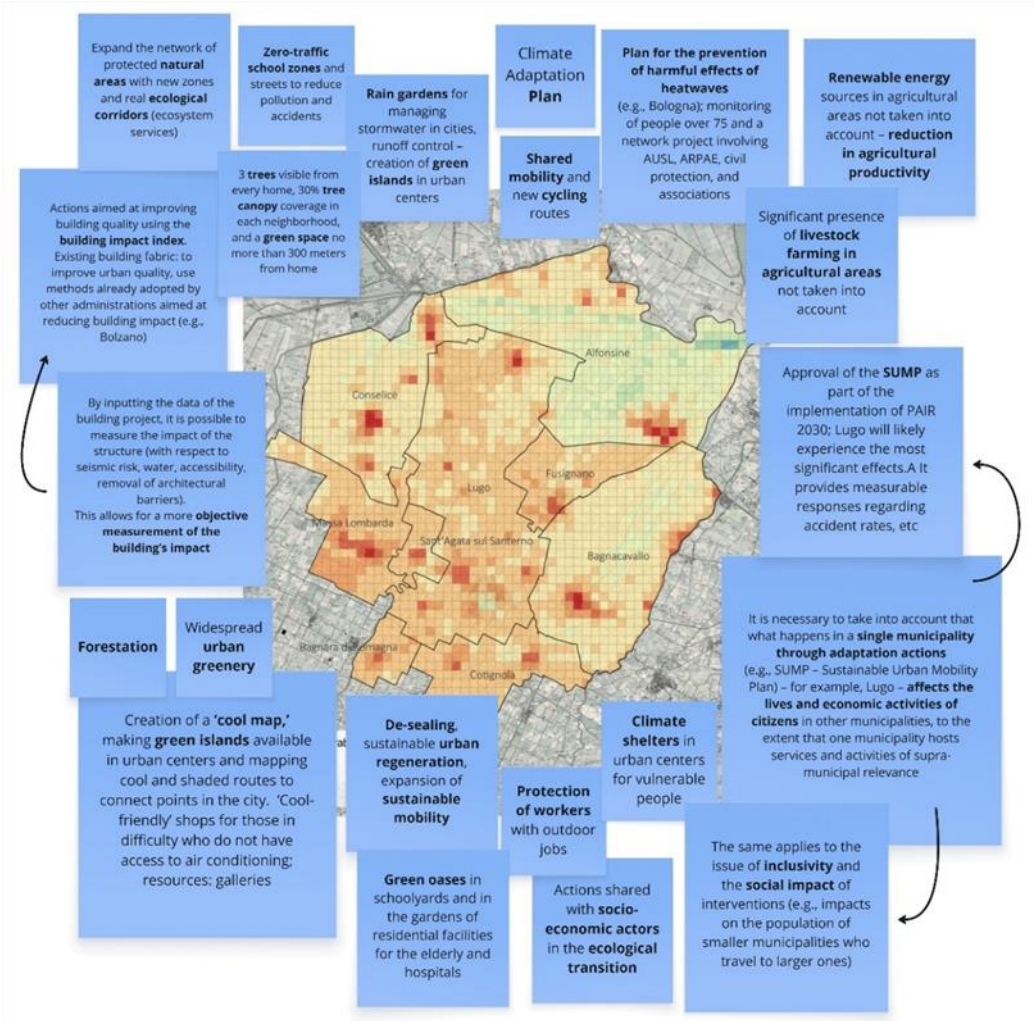 Expand the network of
protected natural
areas with new zones
and real ecological
corridors (ecosystem
services)
Zero-traffic
school zones and
streets to reduce
pollution and
accidents
Rain gardens for
managing
stormwater in cities,
runoff control –
creation of green
islands in urban
centers
Climate
Adaptation
Plan
Plan for the prevention
of harmful effects of
heatwaves
(e.g., Bologna); monitoring
of people over 75 and a
network project involving
AUSL, ARPAE, civil
protection, and
associations
Renewable energy
sources in agricultural
areas not taken into
account – reduction
in agricultural
productivity
Shared
mobility and
new cycling
routes
3 trees visible from
every home, 30% tree
canopy coverage in
each neighborhood,
and a green space no
more than 300 meters
from home
Actions aimed at improving
building quality using the
building impact index.
Existing building fabric: to
improve urban quality, use
methods already adopted by
other administrations aimed at
reducing building impact (e.g.,
Bolzano)
Significant presence
of livestock
farming in
agricultural areas
not taken into
account
By inputting the data of the
building project, it is possible to
measure the impact of the
structure (with respect to
seismic risk, water, accessibility,
removal of architectural
barriers).
This allows for a more objective
measurement of the
building's impact
Approval of the SUMP as
part of the
implementation of PAIR
2030; Lugo will likely
experience the most
significant effects.A It
provides measurable
responses regarding
accident rates, etc
Alfonsine
Conselice
Fusignano
Lugo
Massa Lombarda
Sant'Agata sul Santerno
Bagnacavallo
Bagnara di Romagna
Cotignola
Forestation
Widespread
urban
greenery
It is necessary to take into account that
what happens in a single municipality
through adaptation actions
(e.g., SUMP – Sustainable Urban Mobility
Plan) – for example, Lugo – affects the
lives and economic activities of
citizens in other municipalities, to the
extent that one municipality hosts
services and activities of supra-
municipal relevance
Creation of a 'cool map,'
making green islands available
in urban centers and mapping
cool and shaded routes to
connect points in the city. 'Cool-
friendly' shops for those in
difficulty who do not have
access to air conditioning;
resources: galleries
De-sealing,
sustainable urban
regeneration,
expansion of
sustainable
mobility
Climate
shelters in
urban centers
for vulnerable
people
Protection
of workers
with outdoor
jobs
Green oases in
schoolyards and in
the gardens of
residential facilities
for the elderly and
hospitals
Actions shared
with socio-
economic actors
in the ecological
transition
The same applies to the
issue of inclusivity and
the social impact of
interventions (e.g., impacts
on the population of
smaller municipalities who
travel to larger ones)